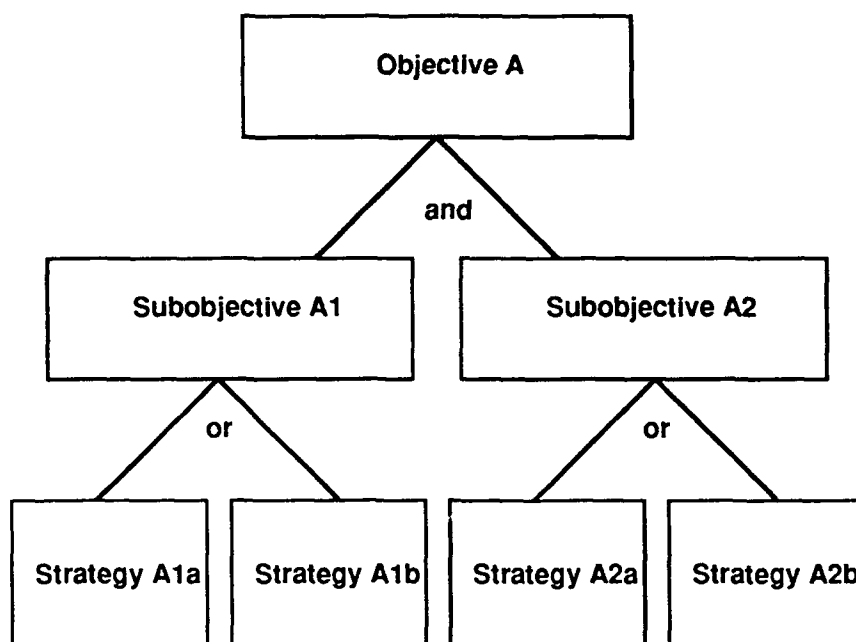 Objective A
and
Subobjective A1
Subobjective A2
or
or
Strategy A1a
Strategy A1b
Strategy A2a
Strategy A2b